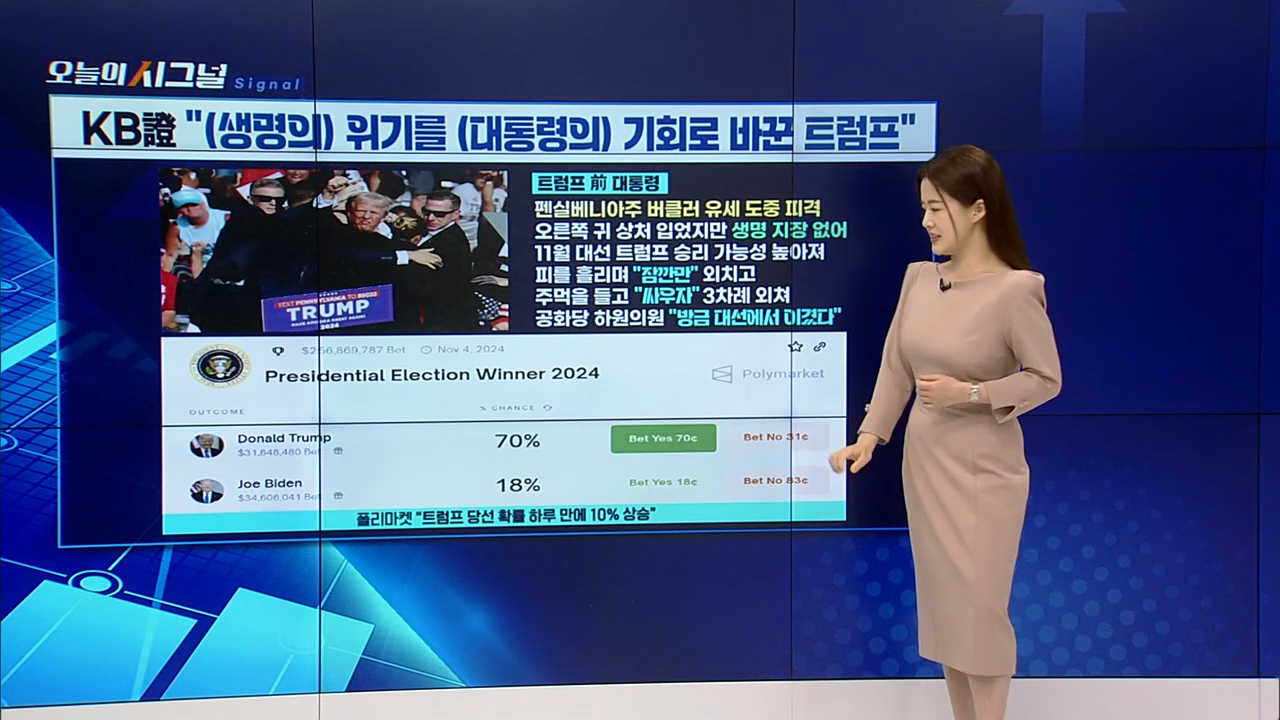 오늘의 시그널 Signal
KB證 "(생명의) 위기를 (대통령의) 기회로 바꾼 트럼프"
트럼프 前 대통령
펜실베니아주 버클러 유세 도중 피격
오른쪽 귀 상처 입었지만 생명 지장 없어
11월 대선 트럼프 승리 가능성 높아져
피를 흘리며 "잠깐만" 외치고
주먹을 들고 "싸우자" 3차례 외쳐
공화당 하원의원 "방금 대선에서 이겼다"
TEXT PENNSYLVANIA TO 88022
TRUMP
MAKE AMERICA GREAT AGAIN!
2024
$256,869,787 Bet Nov 4, 2024
Presidential Election Winner 2024
Polymarket
OUTCOME % CHANCE
Donald Trump 70% Bet Yes 70¢ Bet No 31¢
$31,848,480 Bet
Joe Biden 18% Bet Yes 18¢ Bet No 83¢
$34,606,041 Bet
폴리마켓 "트럼프 당선 확률 하루 만에 10% 상승"